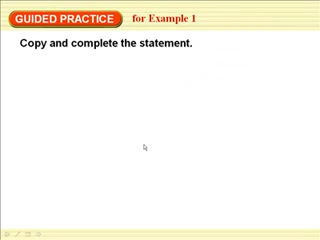 GUIDED PRACTICE for Example 1
Copy and complete the statement.